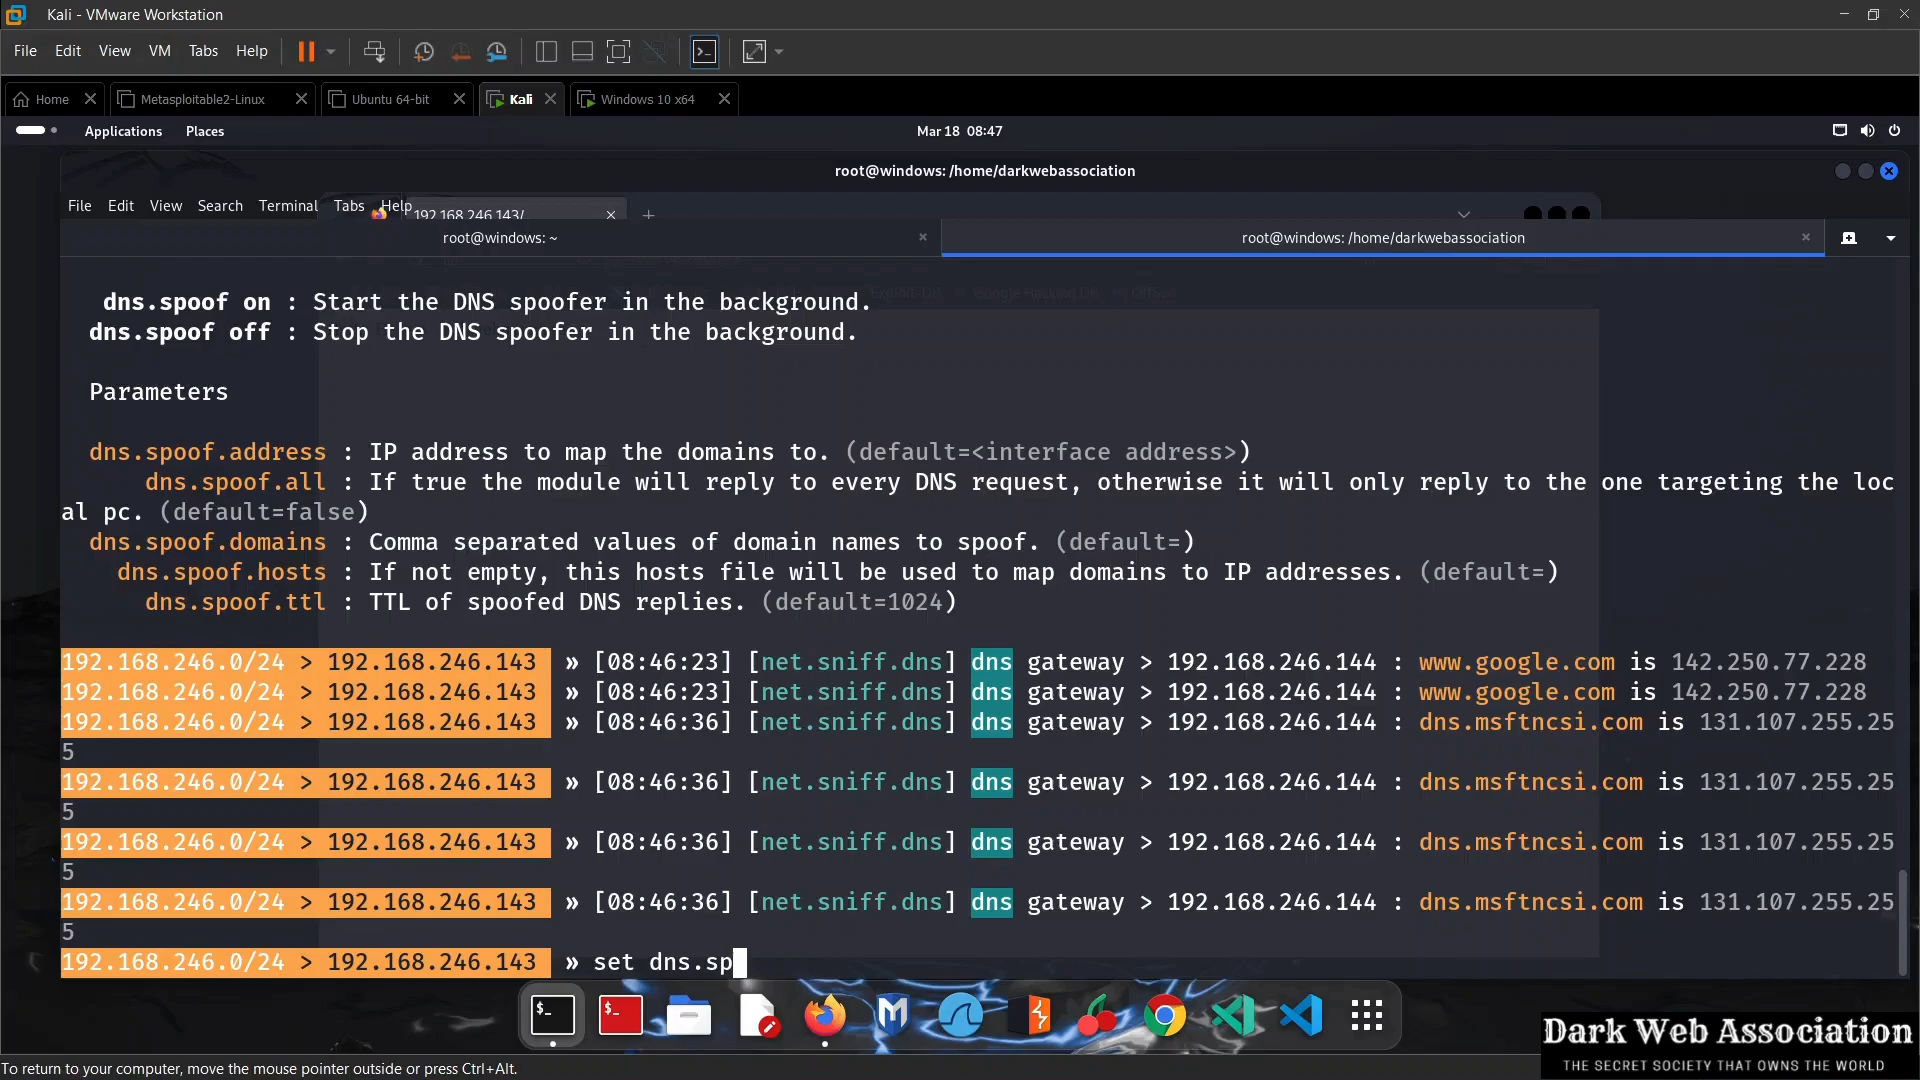 Kali - VMware Workstation
File Edit View VM Tabs Help
Home Metasploitable2-Linux Ubuntu 64-bit Kali Windows 10 x64
Applications Places Mar 18 08:47
root@windows: /home/darkwebassociation
File Edit View Search Terminal Tabs Help
192.168.246.143/
root@windows: ~ root@windows: /home/darkwebassociation
dns.spoof on : Start the DNS spoofer in the background.
dns.spoof off : Stop the DNS spoofer in the background.
Parameters
dns.spoof.address : IP address to map the domains to. (default=<interface address>)
dns.spoof.all : If true the module will reply to every DNS request, otherwise it will only reply to the one targeting the loc
al pc. (default=false)
dns.spoof.domains : Comma separated values of domain names to spoof. (default=)
dns.spoof.hosts : If not empty, this hosts file will be used to map domains to IP addresses. (default=)
dns.spoof.ttl : TTL of spoofed DNS replies. (default=1024)
192.168.246.0/24 > 192.168.246.143 » [08:46:23] [net.sniff.dns] dns gateway > 192.168.246.144 : www.google.com is 142.250.77.228
192.168.246.0/24 > 192.168.246.143 » [08:46:23] [net.sniff.dns] dns gateway > 192.168.246.144 : www.google.com is 142.250.77.228
192.168.246.0/24 > 192.168.246.143 » [08:46:36] [net.sniff.dns] dns gateway > 192.168.246.144 : dns.msftncsi.com is 131.107.255.25
5
192.168.246.0/24 > 192.168.246.143 » [08:46:36] [net.sniff.dns] dns gateway > 192.168.246.144 : dns.msftncsi.com is 131.107.255.25
5
192.168.246.0/24 > 192.168.246.143 » [08:46:36] [net.sniff.dns] dns gateway > 192.168.246.144 : dns.msftncsi.com is 131.107.255.25
5
192.168.246.0/24 > 192.168.246.143 » [08:46:36] [net.sniff.dns] dns gateway > 192.168.246.144 : dns.msftncsi.com is 131.107.255.25
5
192.168.246.0/24 > 192.168.246.143 » set dns.sp
Dark Web Association
THE SECRET SOCIETY THAT OWNS THE WORLD
To return to your computer, move the mouse pointer outside or press Ctrl+Alt.